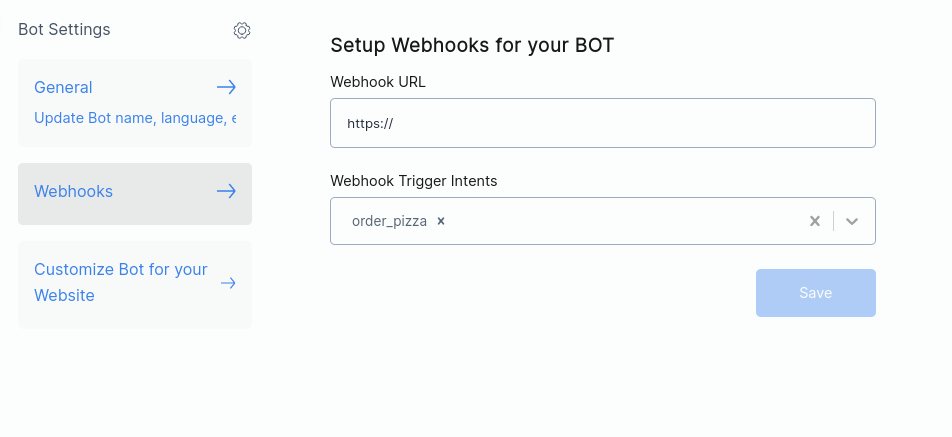 Bot Settings
General
Update Bot name, language, e
Webhooks
Customize Bot for your
Website
Setup Webhooks for your BOT
Webhook URL
https://
Webhook Trigger Intents
order_pizza
Save